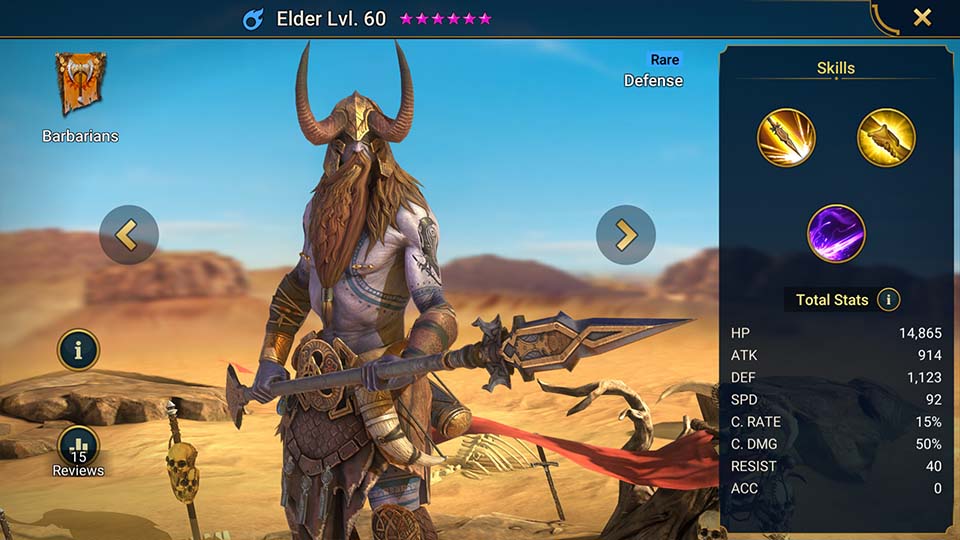 Elder Lvl. 60
Barbarians
Rare
Defense
15
Reviews
Skills
Total Stats
HP 14,865
ATK 914
DEF 1,123
SPD 92
C. RATE 15%
C. DMG 50%
RESIST 40
ACC 0